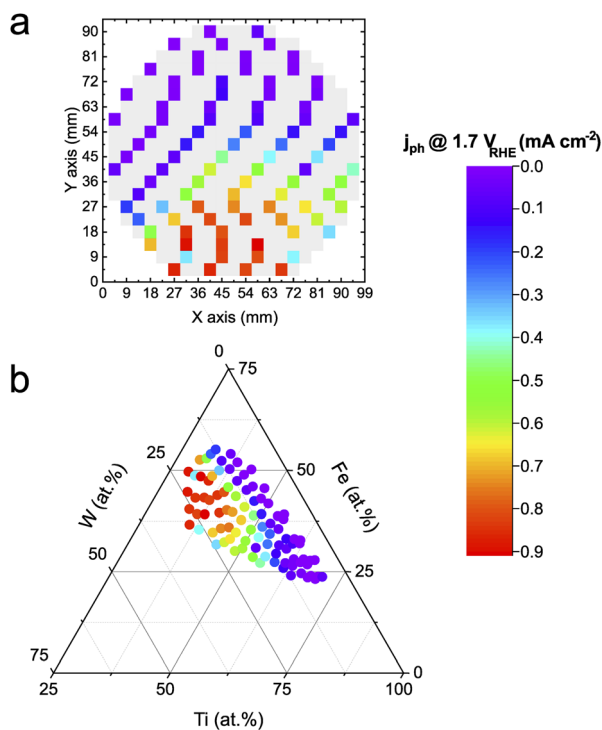 a
90
81
72
63
54
45
36
27
18
9
0
Y axis (mm)
0 9 18 27 36 45 54 63 72 81 90 99
X axis (mm)
j_ph @ 1.7 V_RHE (mA cm⁻²)
0.0
0.1
0.2
0.3
0.4
0.5
0.6
0.7
0.8
0.9
b
0
75
25
50
W (at.%)
Fe (at.%)
50
25
75
0
25 50 75 100
Ti (at.%)